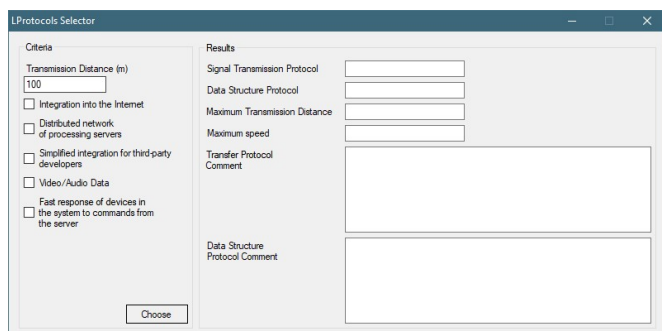 LProtocols Selector
Criteria
Transmission Distance (m)
100
Integration into the Internet
Distributed network
of processing servers
Simplified integration for third-party
developers
Video/Audio Data
Fast response of devices in
the system to commands from
the server
Choose
Results
Signal Transmission Protocol
Data Structure Protocol
Maximum Transmission Distance
Maximum speed
Transfer Protocol
Comment
Data Structure
Protocol Comment